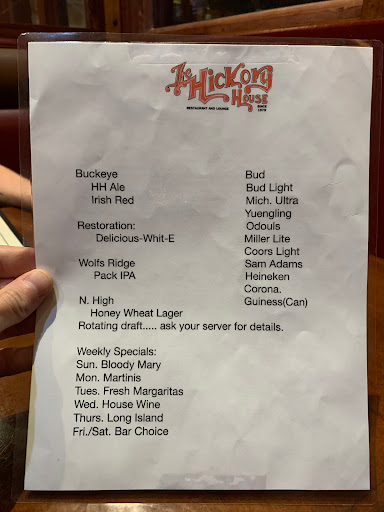 The Hickory House
RESTAURANT AND LOUNGE
SINCE
Buckeye
HH Ale
Irish Red
Restoration:
Delicious-Whit-E
Wolfs Ridge
Pack IPA
N. High
Honey Wheat Lager
Rotating draft..... ask your server for details.
Bud
Bud Light
Mich. Ultra
Yuengling
Odouls
Miller Lite
Coors Light
Sam Adams
Heineken
Corona.
Guiness(Can)
Weekly Specials:
Sun. Bloody Mary
Mon. Martinis
Tues. Fresh Margaritas
Wed. House Wine
Thurs. Long Island
Fri./Sat. Bar Choice